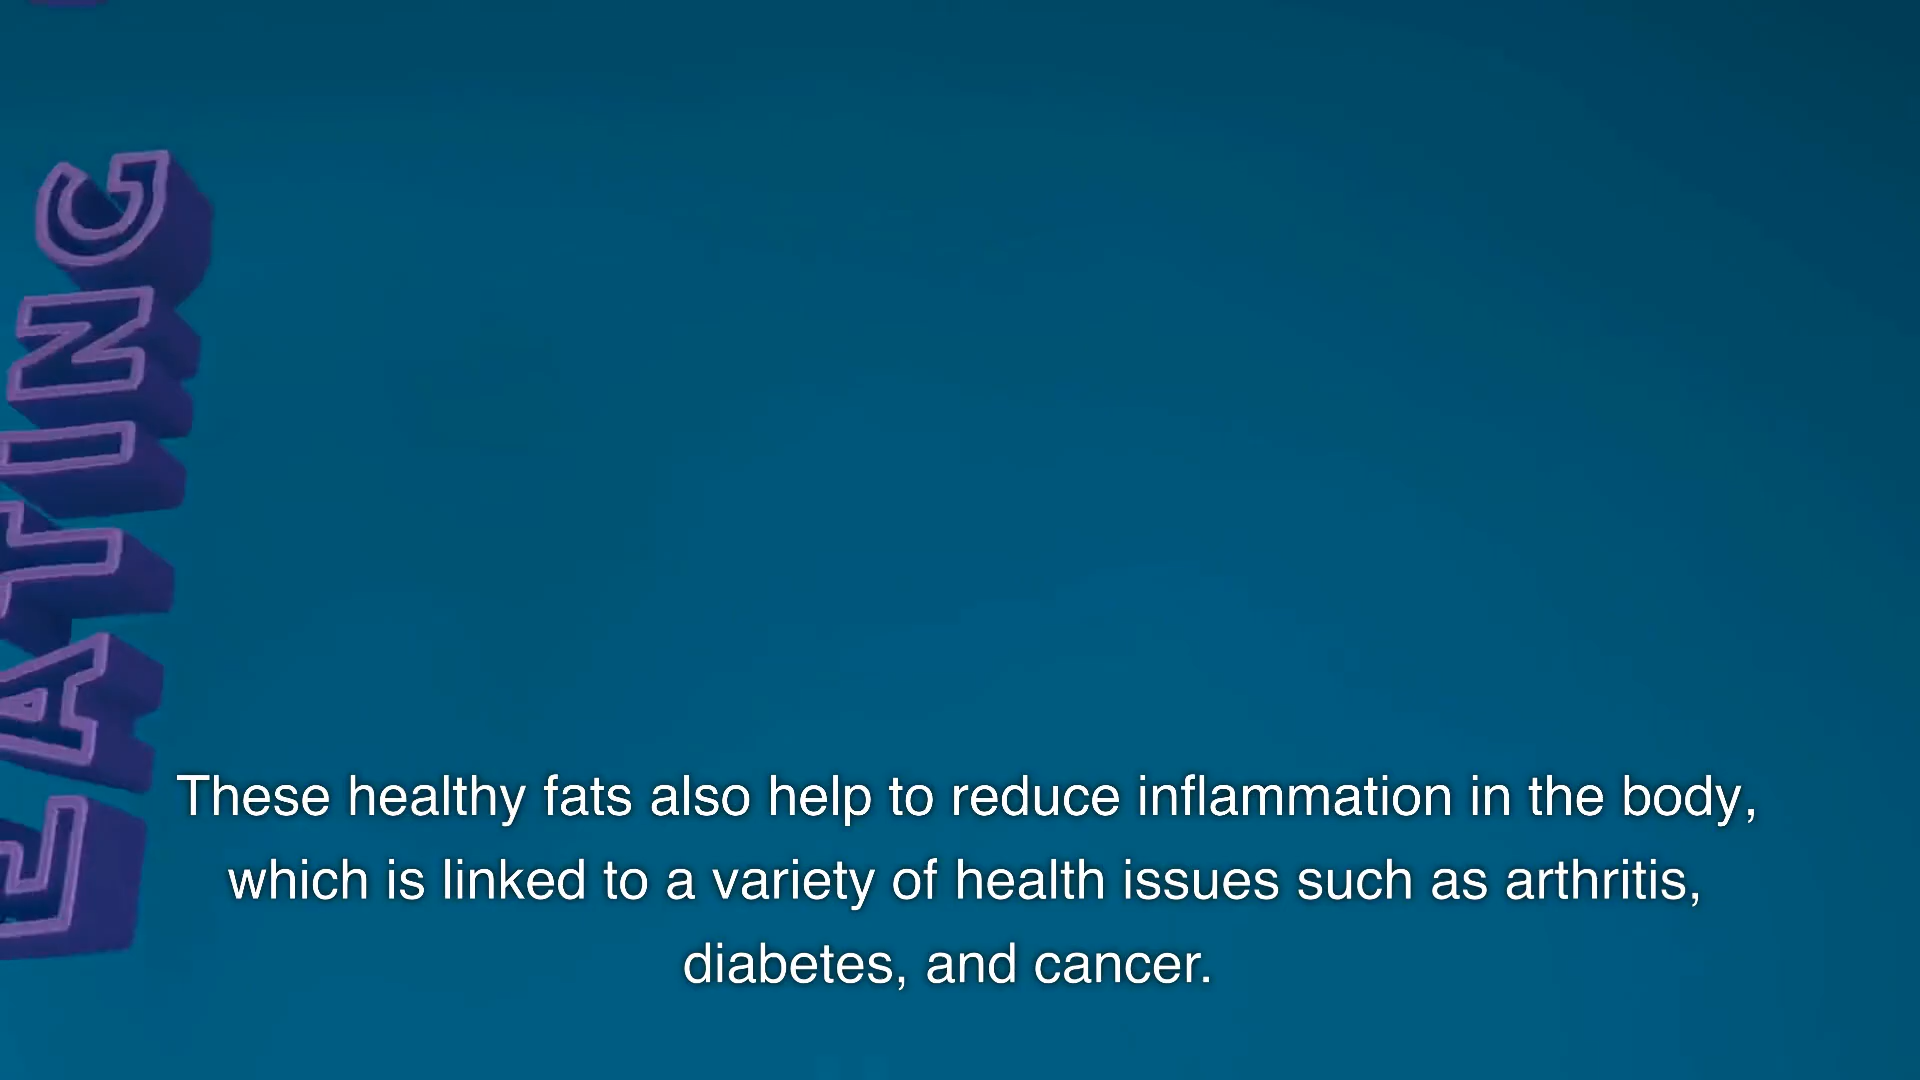 EATING
These healthy fats also help to reduce inflammation in the body,
which is linked to a variety of health issues such as arthritis,
diabetes, and cancer.